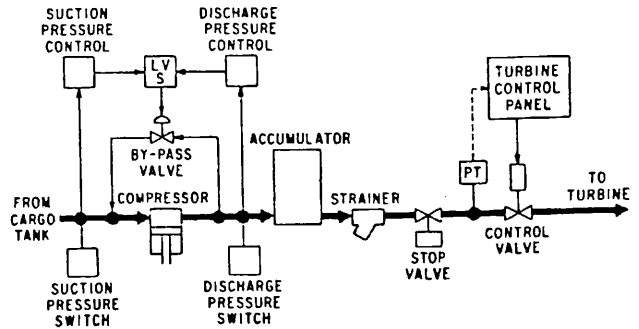 SUCTION
PRESSURE
CONTROL
DISCHARGE
PRESSURE
CONTROL
L V
S
TURBINE
CONTROL
PANEL
BY-PASS
VALVE
ACCUMULATOR
PT
FROM
CARGO
TANK
COMPRESSOR
STRAINER
TO
TURBINE
STOP
VALVE
CONTROL
VALVE
SUCTION
PRESSURE
SWITCH
DISCHARGE
PRESSURE
SWITCH